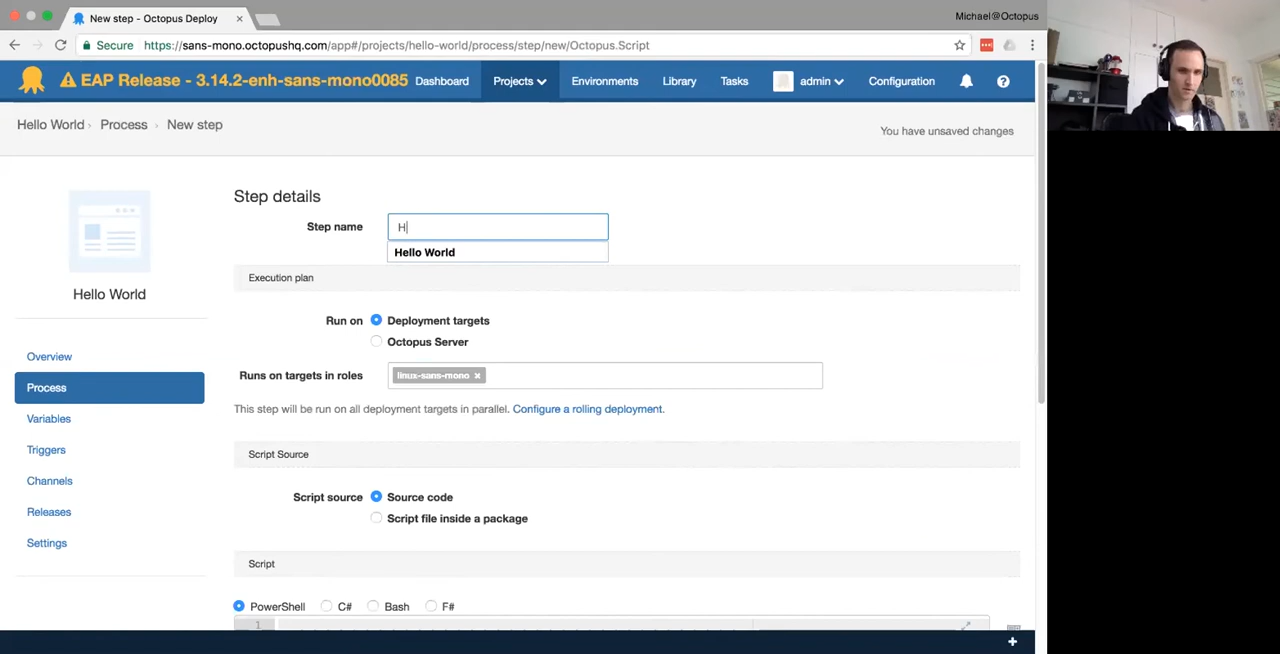 New step - Octopus Deploy
Michael@Octopus
Secure https://sans-mono.octopushq.com/app#/projects/hello-world/process/step/new/Octopus.Script
EAP Release - 3.14.2-enh-sans-mono0085 Dashboard Projects Environments Library Tasks admin Configuration
Hello World › Process › New step
You have unsaved changes
Step details
Step name H
Hello World
Execution plan
Hello World
Run on Deployment targets
Octopus Server
Overview
Runs on targets in roles linux-sans-mono ×
Process
This step will be run on all deployment targets in parallel. Configure a rolling deployment.
Variables
Triggers
Script Source
Channels
Script source Source code
Releases
Script file inside a package
Settings
Script
PowerShell C# Bash F#
1